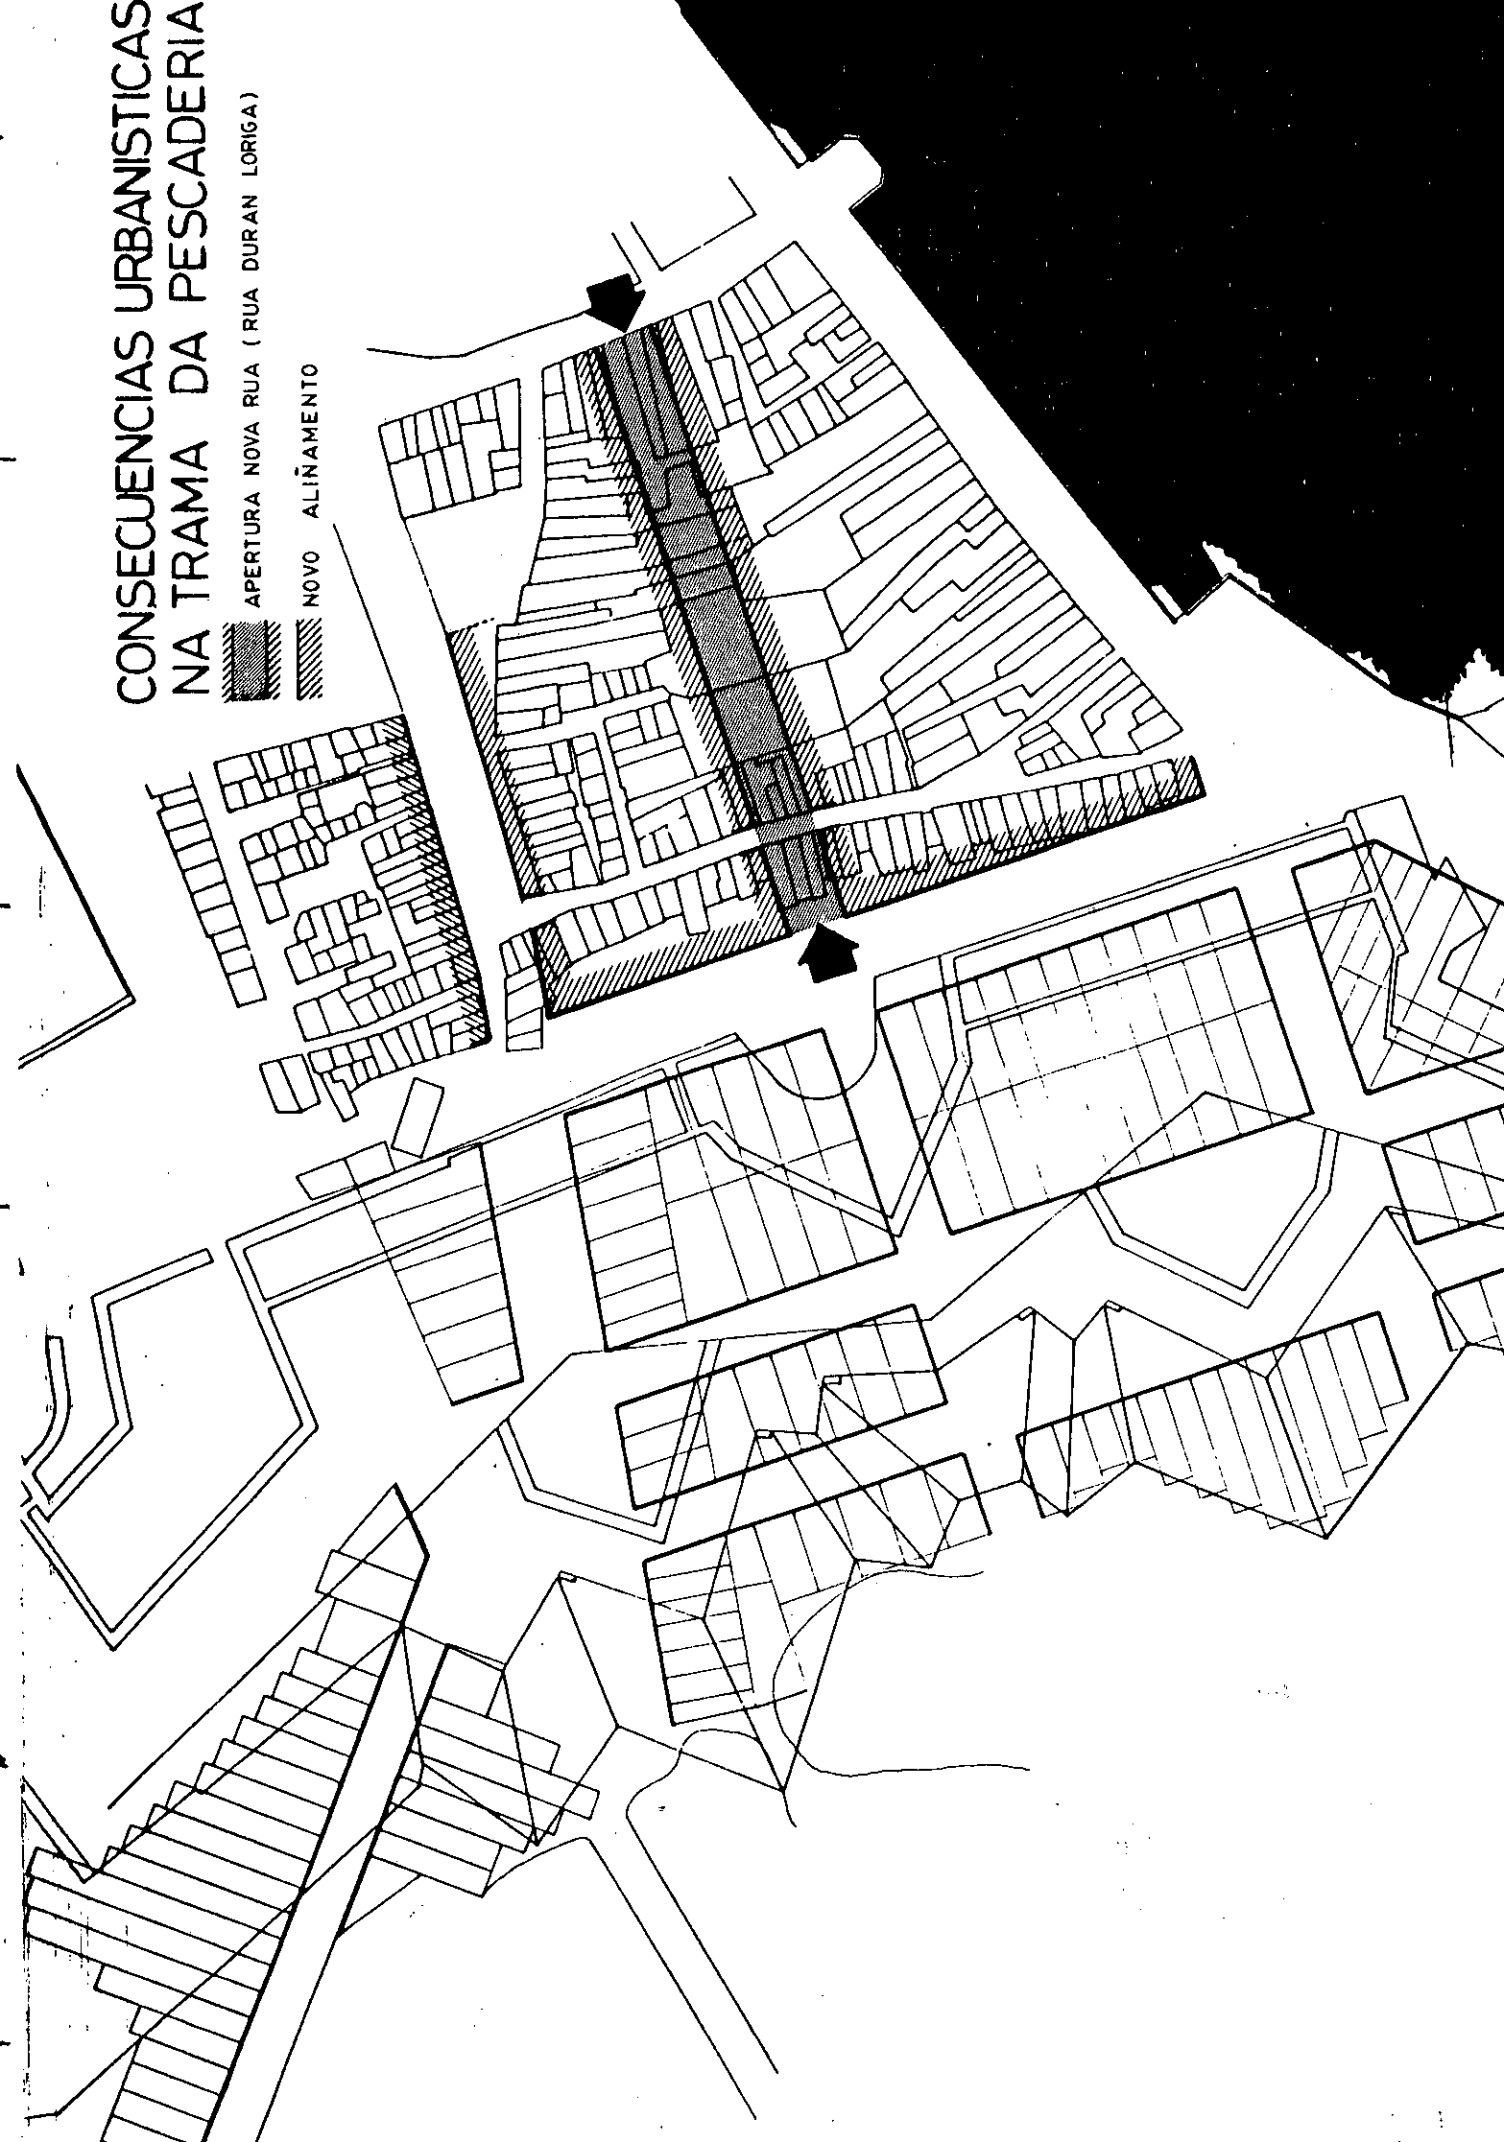 CONSECUENCIAS URBANISTICAS
NA TRAMA DA PESCADERIA
APERTURA NOVA RUA (RUA DURAN LORIGA)
NOVO ALIÑAMENTO